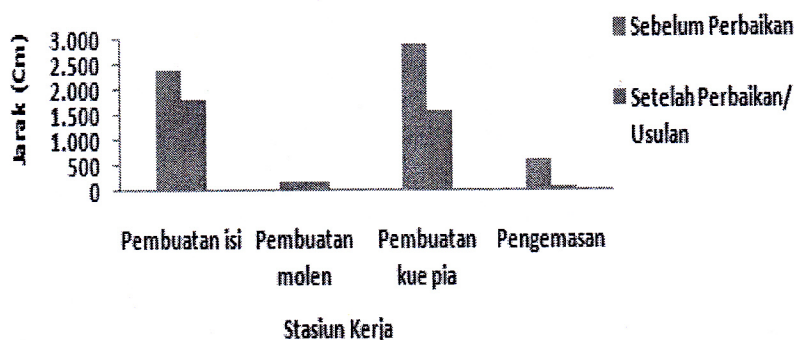 Jarak (Cm)
3.000
2.500
2.000
1.500
1.000
500
0
Pembuatan isi
Pembuatan
molen
Pembuatan
kue pia
Pengemasan
Stasiun Kerja
Sebelum Perbaikan
Setelah Perbaikan/
Usulan